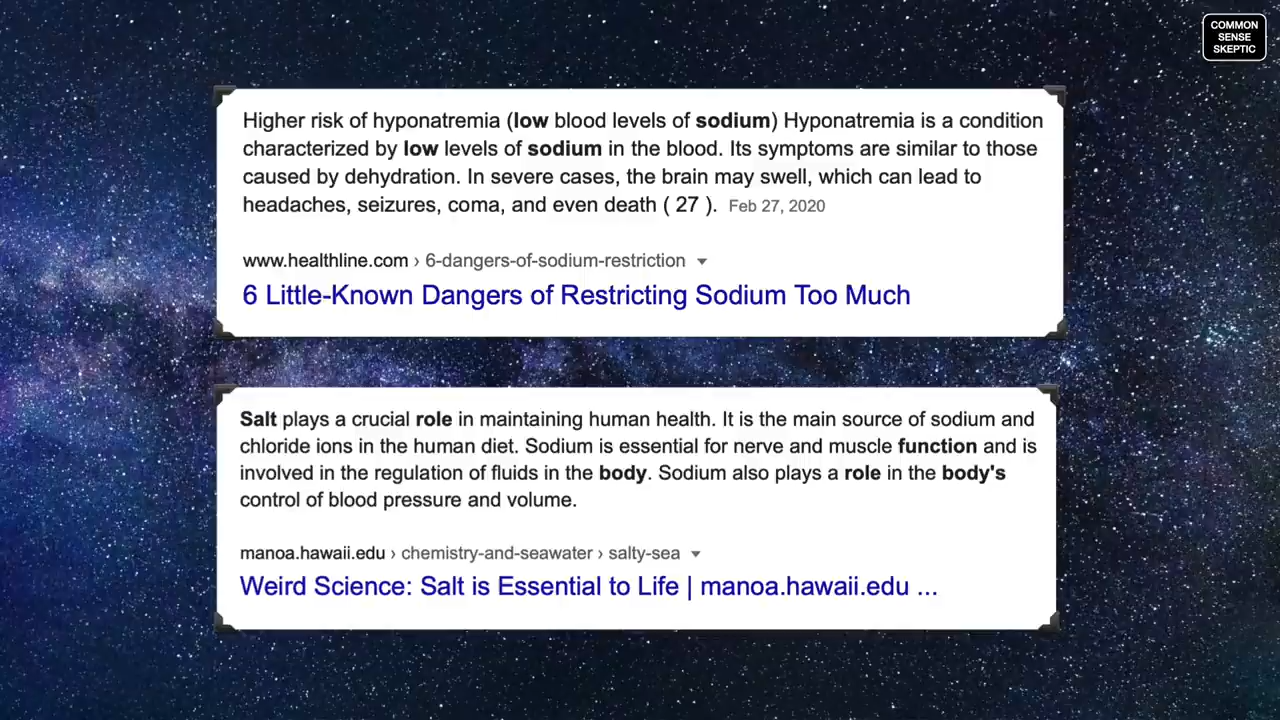 COMMON
SENSE
SKEPTIC
Higher risk of hyponatremia (low blood levels of sodium) Hyponatremia is a condition
characterized by low levels of sodium in the blood. Its symptoms are similar to those
caused by dehydration. In severe cases, the brain may swell, which can lead to
headaches, seizures, coma, and even death ( 27 ). Feb 27, 2020
www.healthline.com › 6-dangers-of-sodium-restriction
6 Little-Known Dangers of Restricting Sodium Too Much
Salt plays a crucial role in maintaining human health. It is the main source of sodium and
chloride ions in the human diet. Sodium is essential for nerve and muscle function and is
involved in the regulation of fluids in the body. Sodium also plays a role in the body's
control of blood pressure and volume.
manoa.hawaii.edu › chemistry-and-seawater › salty-sea
Weird Science: Salt is Essential to Life | manoa.hawaii.edu ...